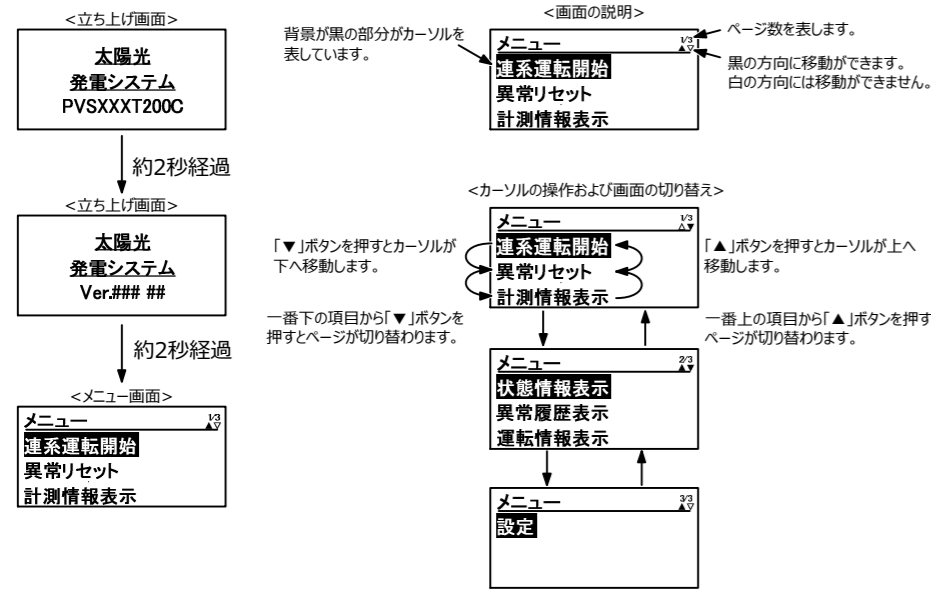 <立ち上げ画面>
太陽光
発電システム
PVSXXXT200C
約2秒経過
<立ち上げ画面>
太陽光
発電システム
Ver.### ##
約2秒経過
<メニュー画面>
メニュー 1/3
▲▽
連系運転開始
異常リセット
計測情報表示
<画面の説明>
背景が黒の部分がカーソルを
表しています。
メニュー 1/3
▲▽
連系運転開始
異常リセット
計測情報表示
ページ数を表します。
黒の方向に移動ができます。
白の方向には移動ができません。
<カーソルの操作および画面の切り替え>
メニュー 1/3
△▼
連系運転開始
異常リセット
計測情報表示
「▼」ボタンを押すとカーソルが
下へ移動します。
「▲」ボタンを押すとカーソルが上へ
移動します。
一番下の項目から「▼」ボタンを
押すとページが切り替わります。
一番上の項目から「▲」ボタンを押す
ページが切り替わります。
メニュー 2/3
▲▼
状態情報表示
異常履歴表示
運転情報表示
メニュー 3/3
▲▽
設定